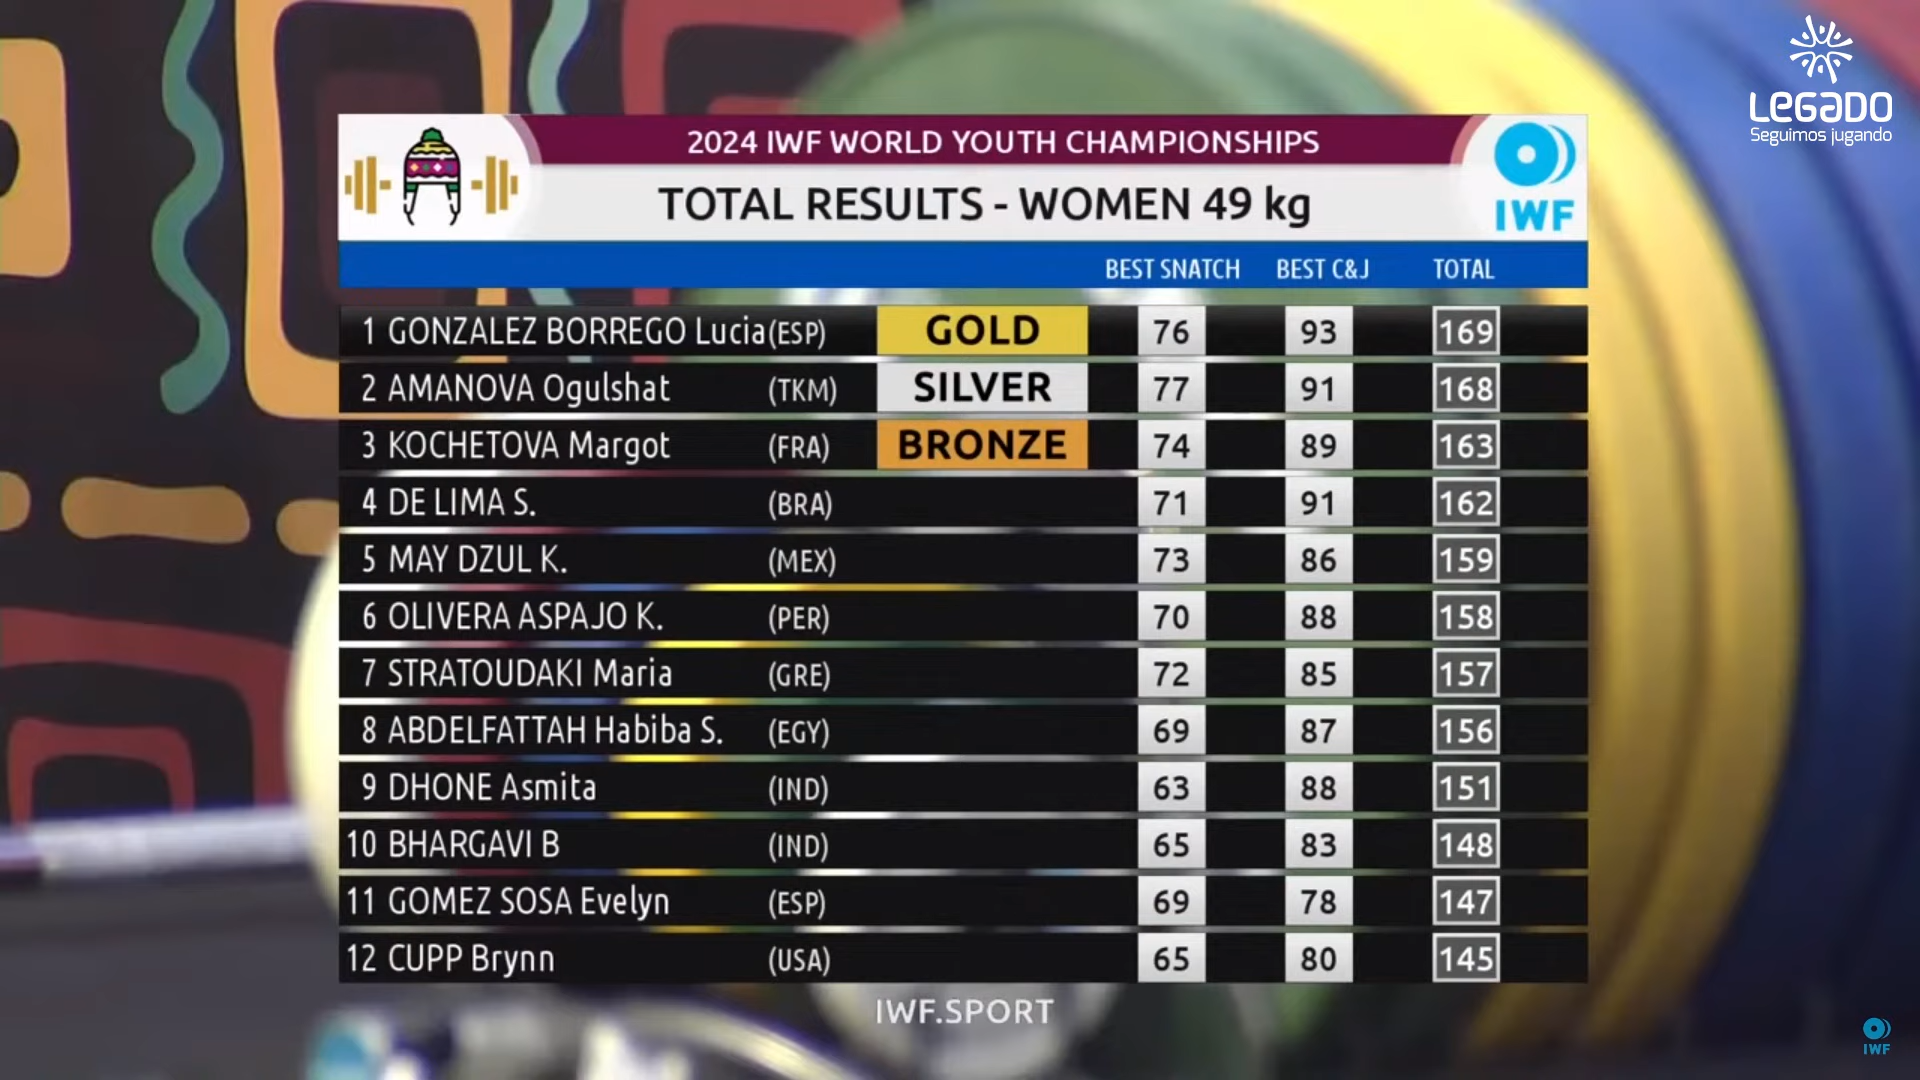 LEGADO
Seguimos jugando
2024 IWF WORLD YOUTH CHAMPIONSHIPS
TOTAL RESULTS - WOMEN 49 kg
IWF
BEST SNATCH BEST C&J TOTAL
1 GONZALEZ BORREGO Lucia (ESP) GOLD 76 93 169
2 AMANOVA Ogulshat (TKM) SILVER 77 91 168
3 KOCHETOVA Margot (FRA) BRONZE 74 89 163
4 DE LIMA S. (BRA) 71 91 162
5 MAY DZUL K. (MEX) 73 86 159
6 OLIVERA ASPAJO K. (PER) 70 88 158
7 STRATOUDAKI Maria (GRE) 72 85 157
8 ABDELFATTAH Habiba S. (EGY) 69 87 156
9 DHONE Asmita (IND) 63 88 151
10 BHARGAVI B (IND) 65 83 148
11 GOMEZ SOSA Evelyn (ESP) 69 78 147
12 CUPP Brynn (USA) 65 80 145
IWF.SPORT
IWF